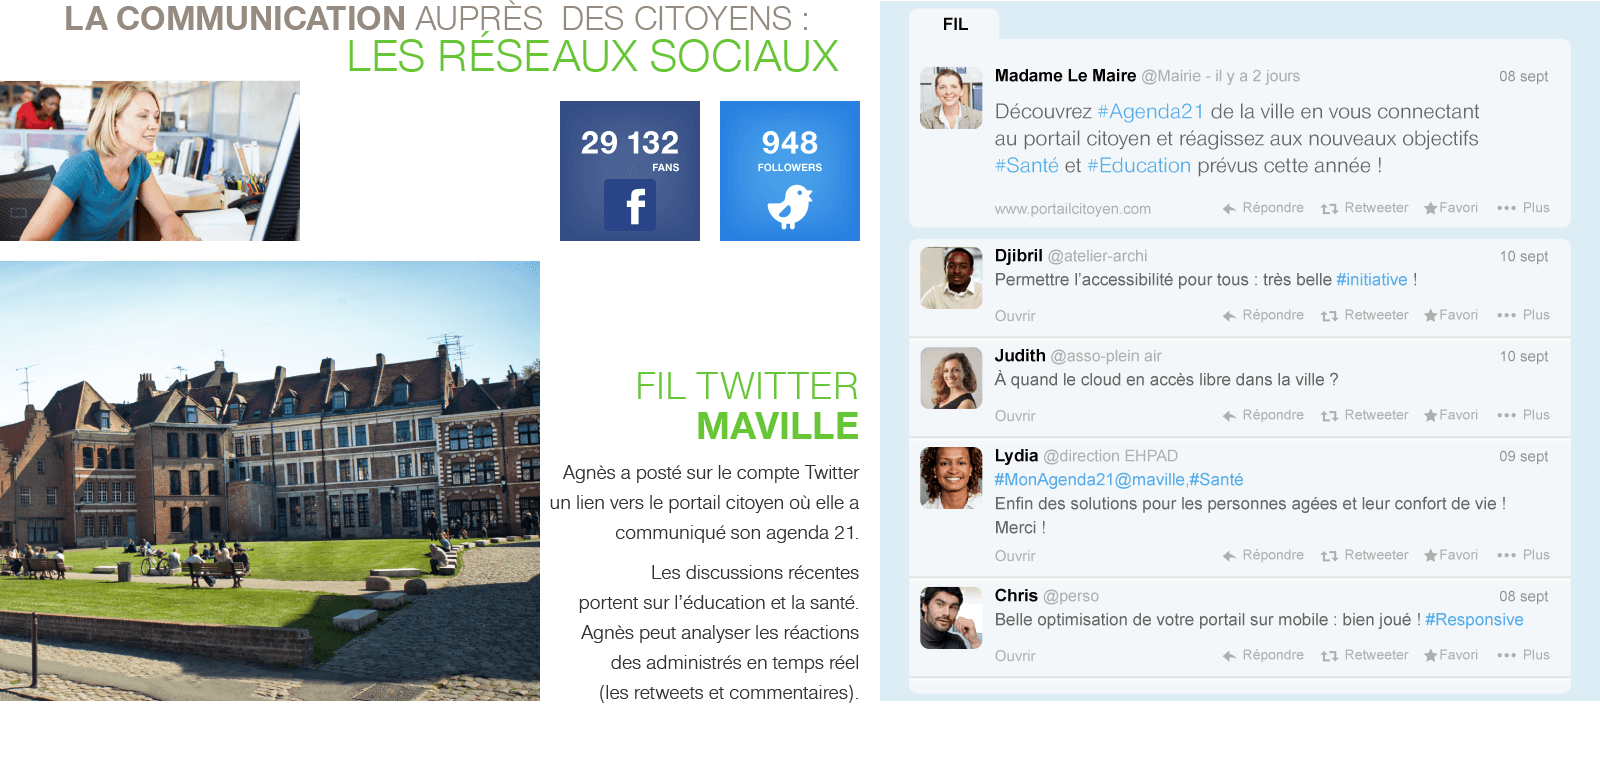 LA COMMUNICATION AUPRÈS DES CITOYENS :
LES RÉSEAUX SOCIAUX
29 132
FANS
f
948
FOLLOWERS
FIL TWITTER
MAVILLE
Agnès a posté sur le compte Twitter
un lien vers le portail citoyen où elle a
communiqué son agenda 21.
Les discussions récentes
portent sur l’éducation et la santé.
Agnès peut analyser les réactions
des administrés en temps réel
(les retweets et commentaires).
FIL
Madame Le Maire @Mairie - il y a 2 jours 08 sept
Découvrez #Agenda21 de la ville en vous connectant
au portail citoyen et réagissez aux nouveaux objectifs
#Santé et #Education prévus cette année !
www.portailcitoyen.com Répondre Retweeter Favori Plus
Djibril @atelier-archi 10 sept
Permettre l’accessibilité pour tous : très belle #initiative !
Ouvrir Répondre Retweeter Favori Plus
Judith @asso-plein air 10 sept
À quand le cloud en accès libre dans la ville ?
Ouvrir Répondre Retweeter Favori Plus
Lydia @direction EHPAD 09 sept
#MonAgenda21@maville,#Santé
Enfin des solutions pour les personnes agées et leur confort de vie !
Merci !
Ouvrir Répondre Retweeter Favori Plus
Chris @perso 08 sept
Belle optimisation de votre portail sur mobile : bien joué ! #Responsive
Ouvrir Répondre Retweeter Favori Plus